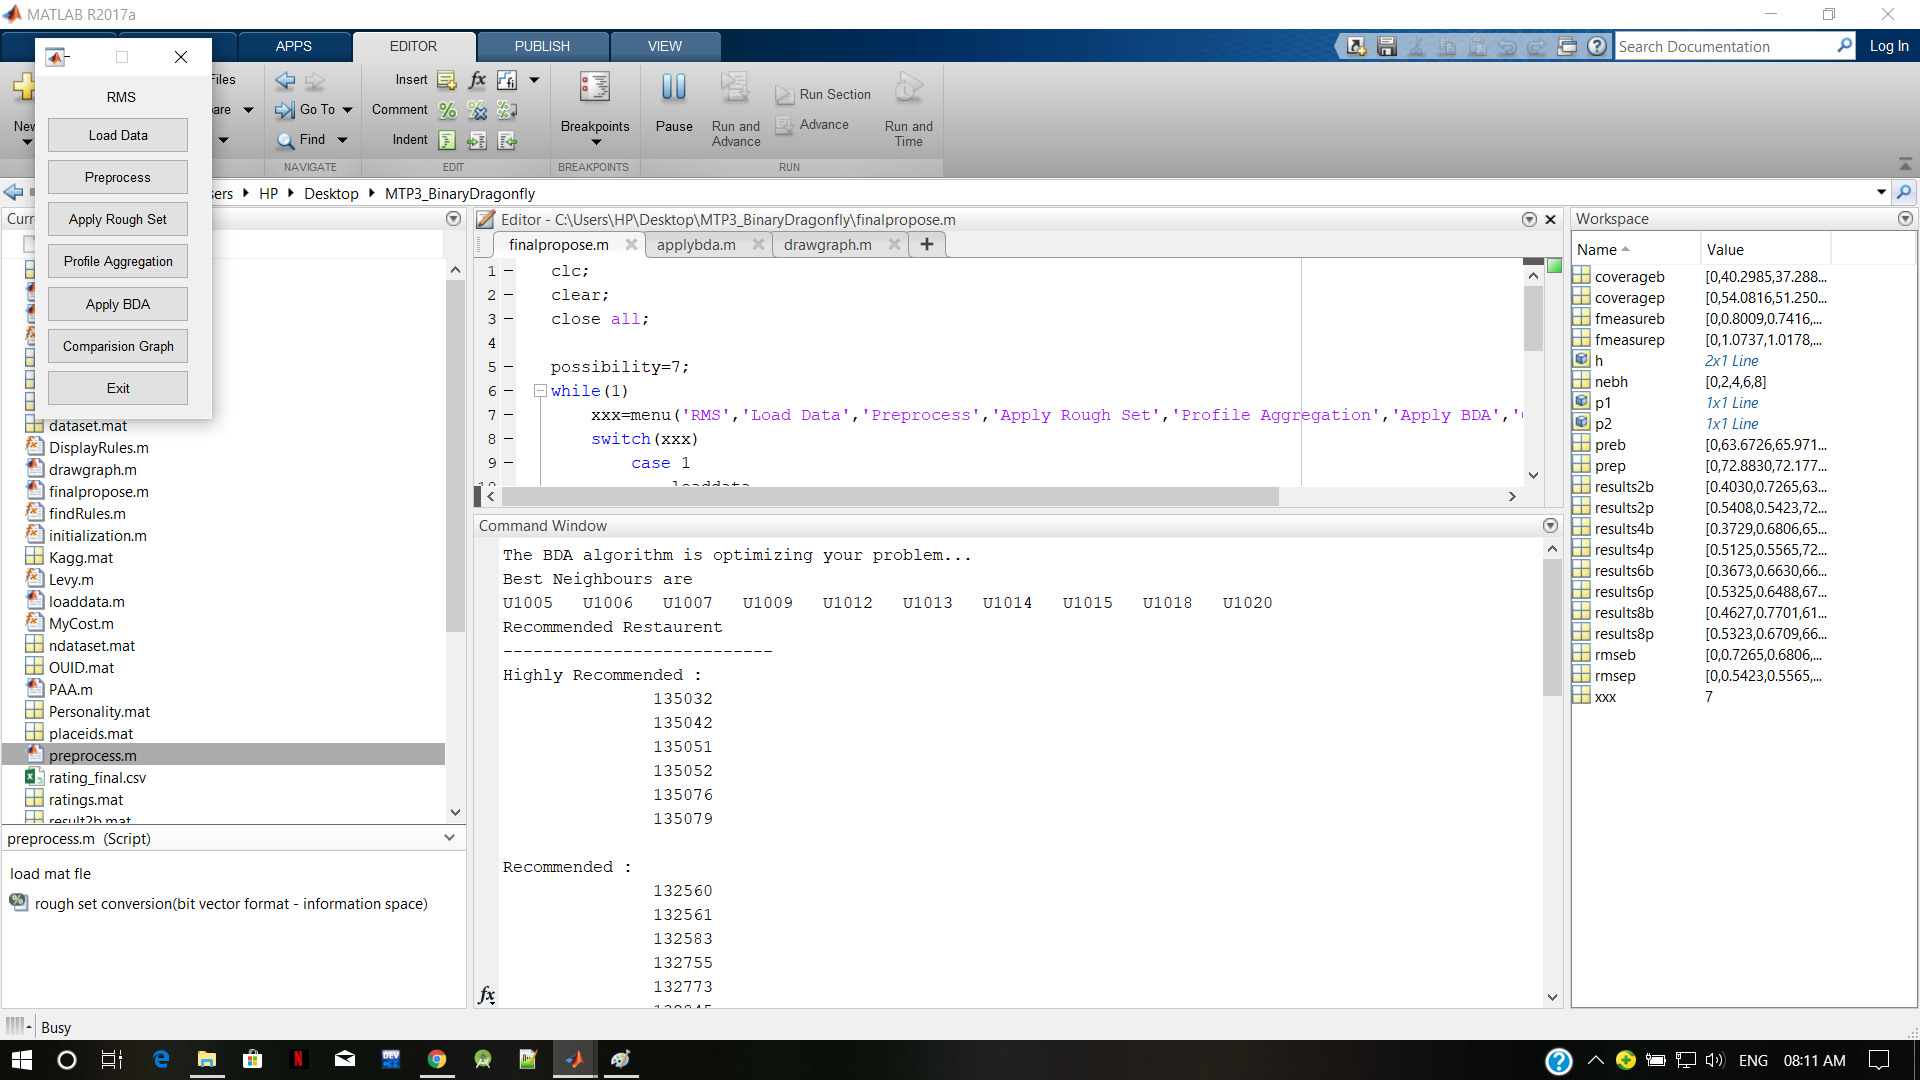 MATLAB R2017a
APPS
EDITOR
PUBLISH
VIEW
Search Documentation
Log In
RMS
Load Data
Preprocess
Apply Rough Set
Profile Aggregation
Apply BDA
Comparision Graph
Exit
New
Files
Go To
Find
NAVIGATE
Insert
Comment
Indent
EDIT
Breakpoints
BREAKPOINTS
Pause
Run and Advance
Run Section
Advance
Run and Time
RUN
HP
Desktop
MTP3_BinaryDragonfly
dataset.mat
DisplayRules.m
drawgraph.m
finalpropose.m
findRules.m
initialization.m
Kagg.mat
Levy.m
loaddata.m
MyCost.m
ndataset.mat
OUID.mat
PAA.m
Personality.mat
placeids.mat
preprocess.m
rating_final.csv
ratings.mat
result2b.mat
preprocess.m (Script)
load mat fle
rough set conversion(bit vector format - information space)
Editor - C:\Users\HP\Desktop\MTP3_BinaryDragonfly\finalpropose.m
finalpropose.m
applybda.m
drawgraph.m
1 clc;
2 clear;
3 close all;
4
5 possibility=7;
6 while(1)
7 xxx=menu('RMS','Load Data','Preprocess','Apply Rough Set','Profile Aggregation','Apply BDA','
8 switch(xxx)
9 case 1
10 loaddata
Command Window
The BDA algorithm is optimizing your problem...
Best Neighbours are
U1005 U1006 U1007 U1009 U1012 U1013 U1014 U1015 U1018 U1020
Recommended Restaurent
---------------------------
Highly Recommended :
135032
135042
135051
135052
135076
135079
Recommended :
132560
132561
132583
132755
132773
fx
Workspace
Name Value
coverageb [0,40.2985,37.288...
coveragep [0,54.0816,51.250...
fmeasureb [0,0.8009,0.7416,...
fmeasurep [0,1.0737,1.0178,...
h 2x1 Line
nebh [0,2,4,6,8]
p1 1x1 Line
p2 1x1 Line
preb [0,63.6726,65.971...
prep [0,72.8830,72.177...
results2b [0.4030,0.7265,63...
results2p [0.5408,0.5423,72...
results4b [0.3729,0.6806,65...
results4p [0.5125,0.5565,72...
results6b [0.3673,0.6630,66...
results6p [0.5325,0.6488,67...
results8b [0.4627,0.7701,61...
results8p [0.5323,0.6709,66...
rmseb [0,0.7265,0.6806,...
rmsep [0,0.5423,0.5565,...
xxx 7
Busy
ENG
08:11 AM